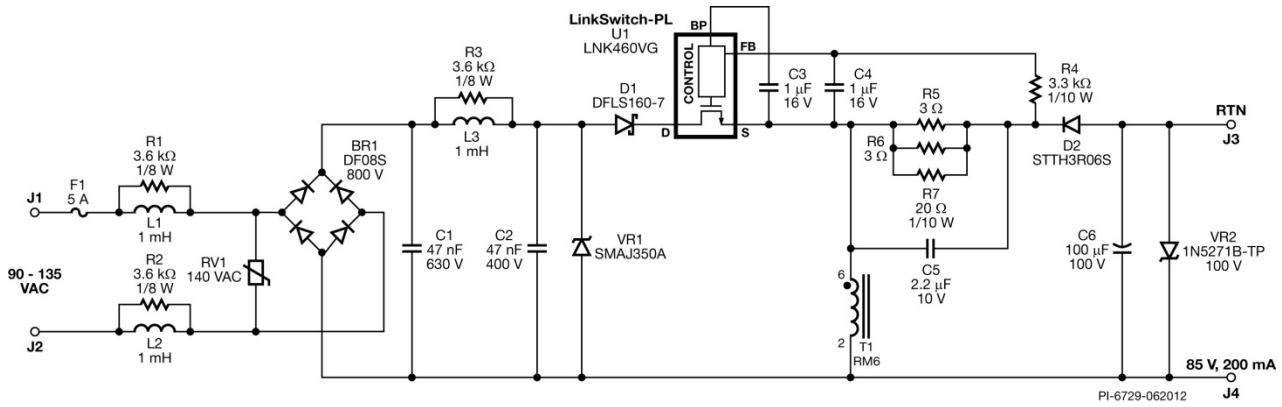 LinkSwitch-PL
U1
LNK460VG
BP
FB
CONTROL
D
S
R3
3.6 kΩ
1/8 W
L3
1 mH
D1
DFLS160-7
C3
1 μF
16 V
C4
1 μF
16 V
R4
3.3 kΩ
1/10 W
R5
3 Ω
R6
3 Ω
R7
20 Ω
1/10 W
D2
STTH3R06S
RTN
J3
BR1
DF08S
800 V
R1
3.6 kΩ
1/8 W
F1
5 A
J1
L1
1 mH
90 - 135
VAC
R2
3.6 kΩ
1/8 W
RV1
140 VAC
J2
L2
1 mH
C1
47 nF
630 V
C2
47 nF
400 V
VR1
SMAJ350A
C5
2.2 μF
10 V
6
2
T1
RM6
C6
100 μF
100 V
VR2
1N5271B-TP
100 V
85 V, 200 mA
J4
PI-6729-062012